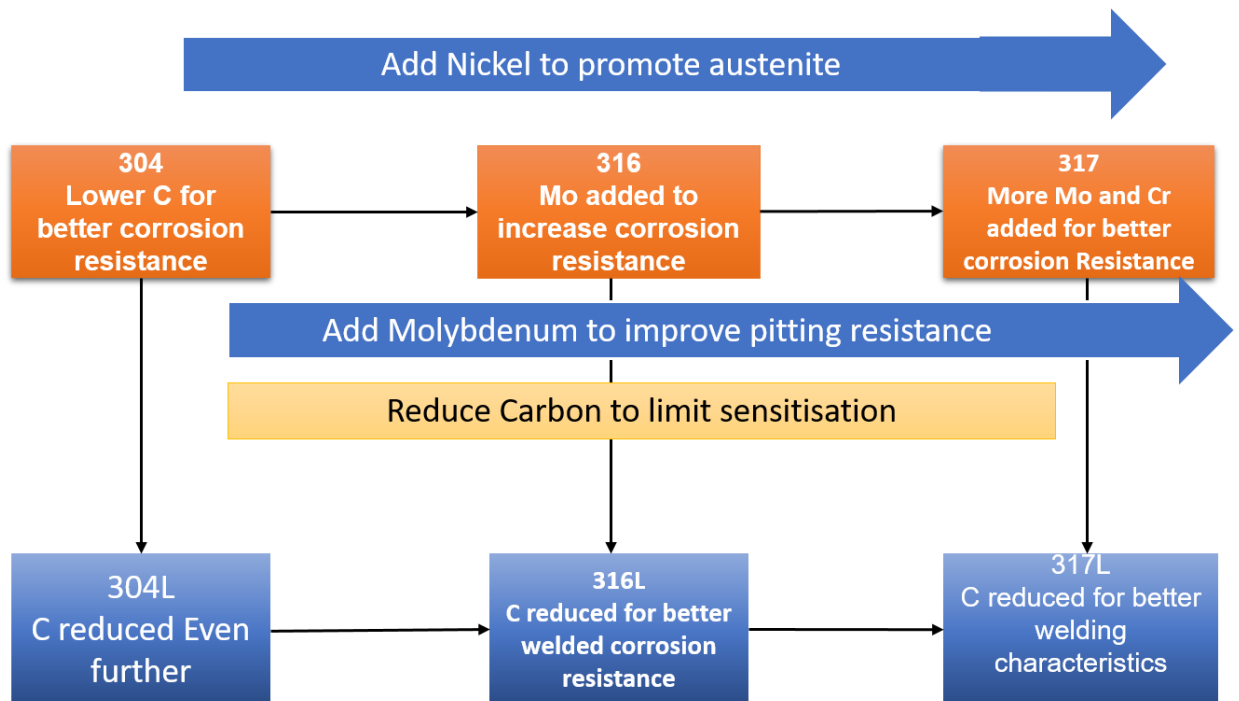 Add Nickel to promote austenite
304
Lower C for
better corrosion
resistance
316
Mo added to
increase corrosion
resistance
317
More Mo and Cr
added for better
corrosion Resistance
Add Molybdenum to improve pitting resistance
Reduce Carbon to limit sensitisation
304L
C reduced Even
further
316L
C reduced for better
welded corrosion
resistance
317L
C reduced for better
welding
characteristics